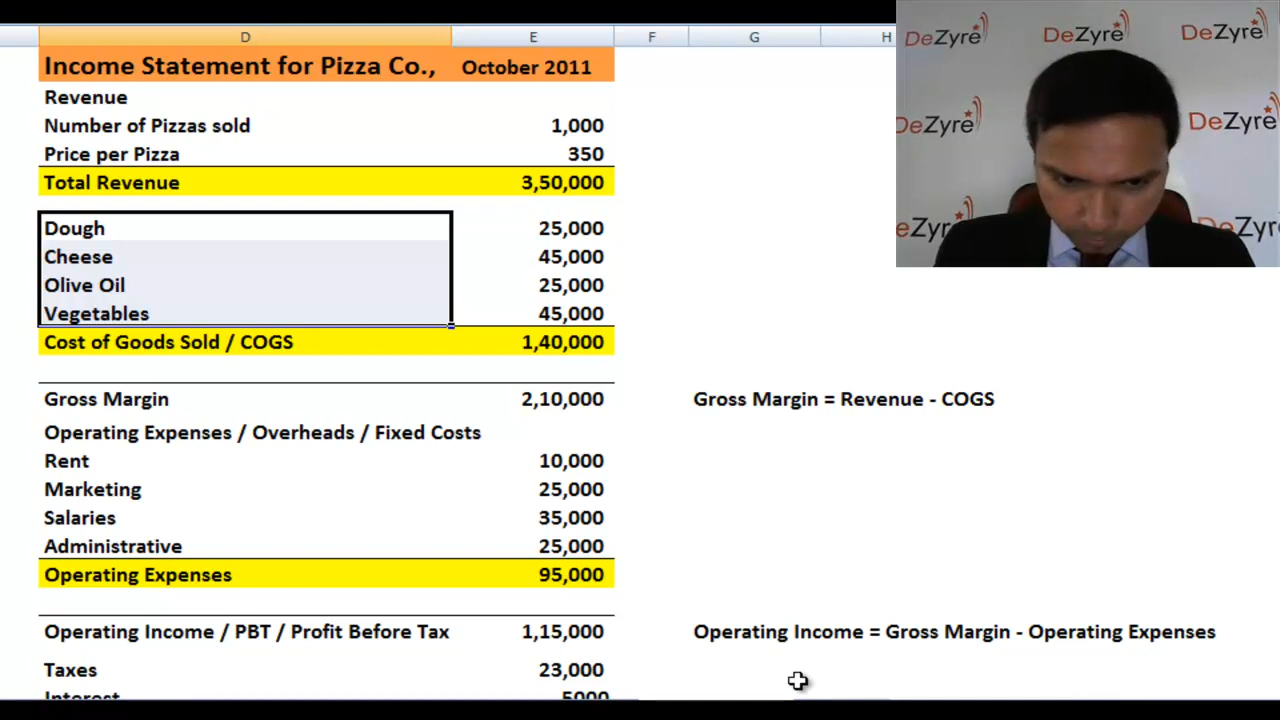 D E F G H
Income Statement for Pizza Co., October 2011
Revenue
Number of Pizzas sold 1,000
Price per Pizza 350
Total Revenue 3,50,000
Dough 25,000
Cheese 45,000
Olive Oil 25,000
Vegetables 45,000
Cost of Goods Sold / COGS 1,40,000
Gross Margin 2,10,000 Gross Margin = Revenue - COGS
Operating Expenses / Overheads / Fixed Costs
Rent 10,000
Marketing 25,000
Salaries 35,000
Administrative 25,000
Operating Expenses 95,000
Operating Income / PBT / Profit Before Tax 1,15,000 Operating Income = Gross Margin - Operating Expenses
Taxes 23,000
Interest 5000
DeZyre DeZyre DeZyre
DeZyre DeZyre
eZyr eZyr